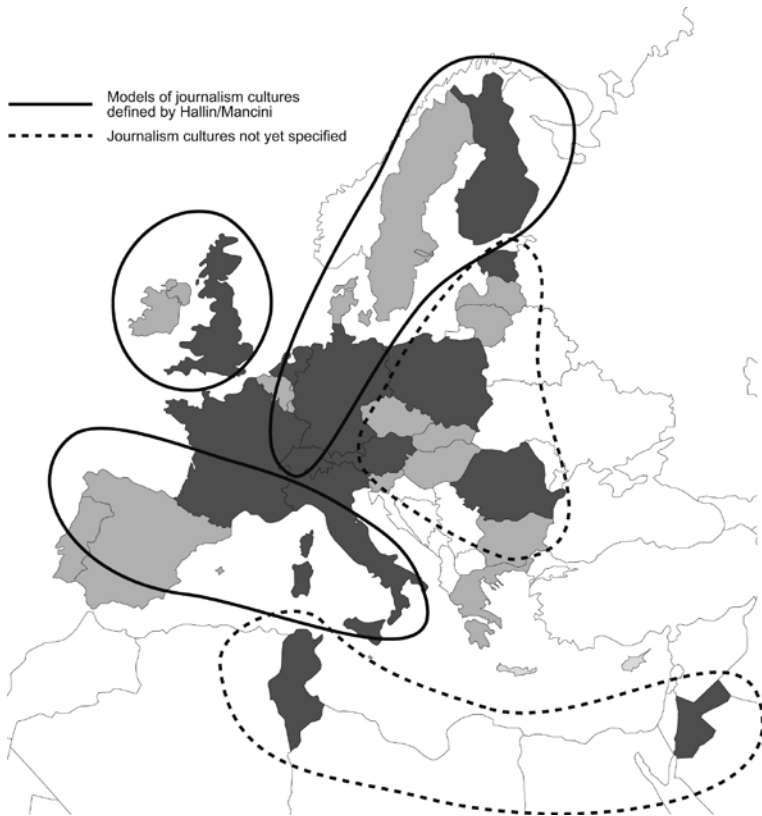 Models of journalism cultures
defined by Hallin/Mancini
Journalism cultures not yet specified